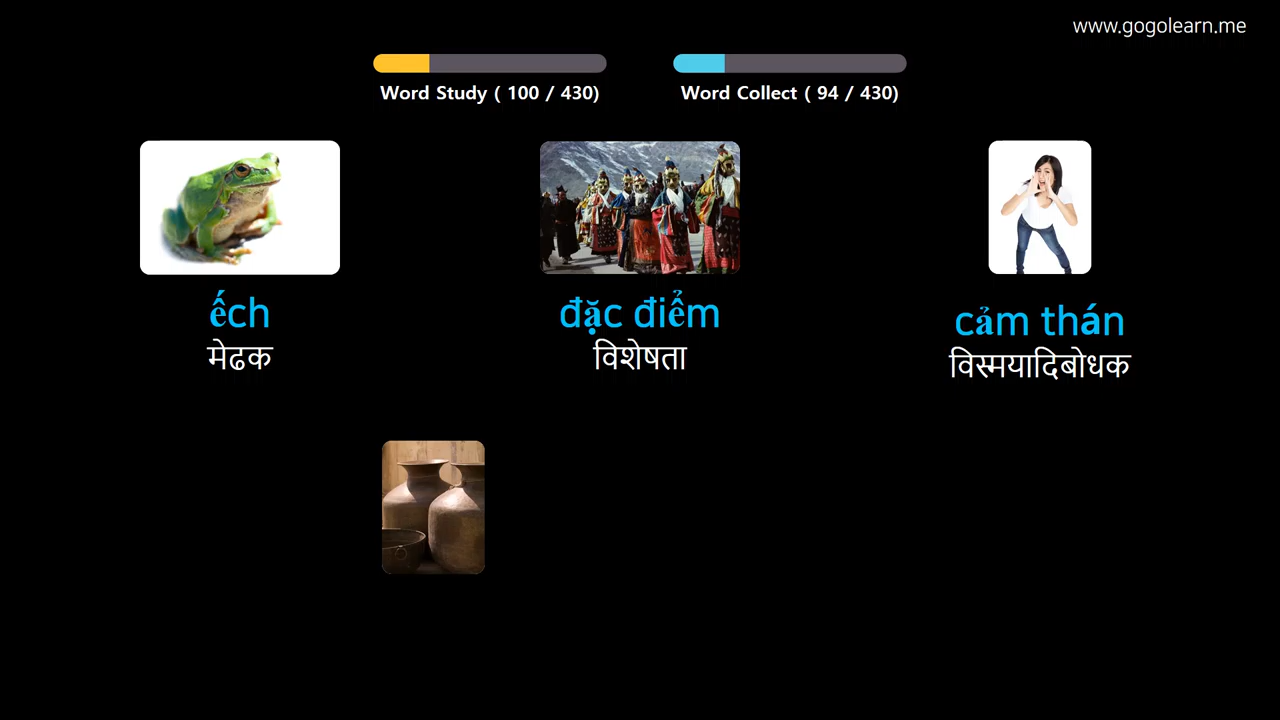 www.gogolearn.me
Word Study ( 100 / 430)
Word Collect ( 94 / 430)
ếch
मेढक
đặc điểm
विशेषता
cảm thán
विस्मयादिबोधक